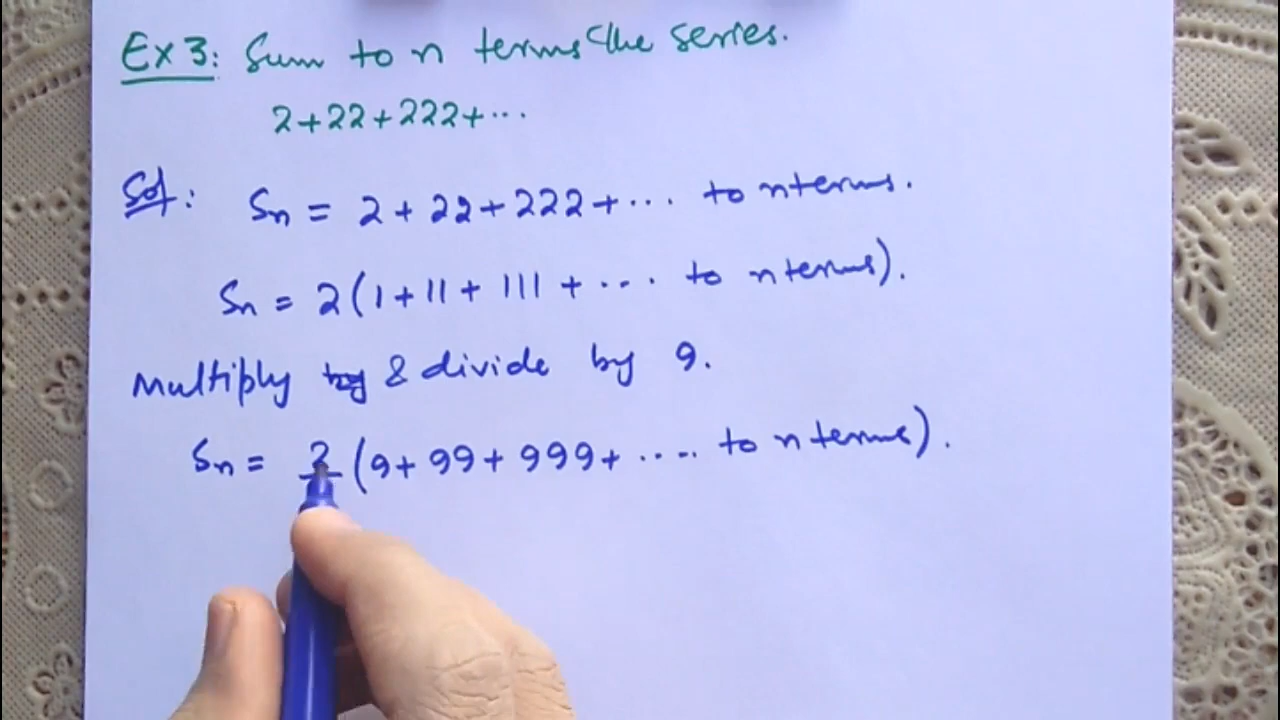 Ex 3: Sum to n terms the series.
2+22+222+...
Sol: Sn = 2+22+222+... to n terms.
Sn = 2(1+11+111+... to n terms).
Multiply by & divide by 9.
Sn = 2 (9+99+999+.... to n terms).